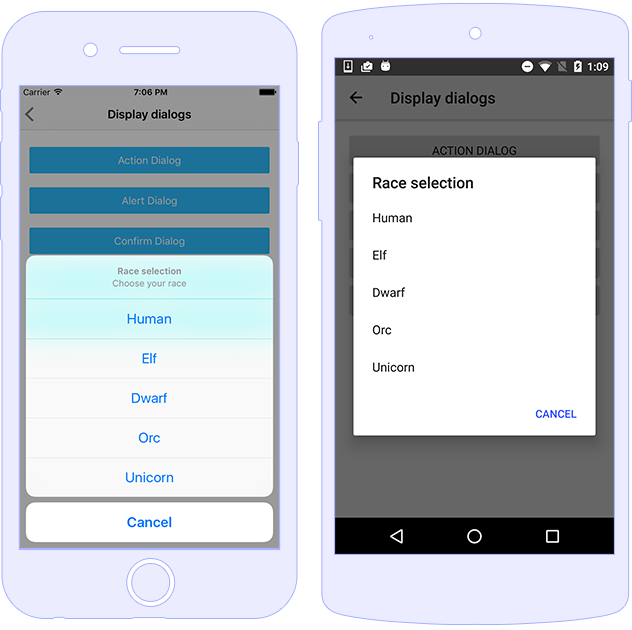 Carrier 7:06 PM
Display dialogs
Action Dialog
Alert Dialog
Confirm Dialog
Race selection
Choose your race
Human
Elf
Dwarf
Orc
Unicorn
Cancel
1:09
Display dialogs
ACTION DIALOG
Race selection
Human
Elf
Dwarf
Orc
Unicorn
CANCEL